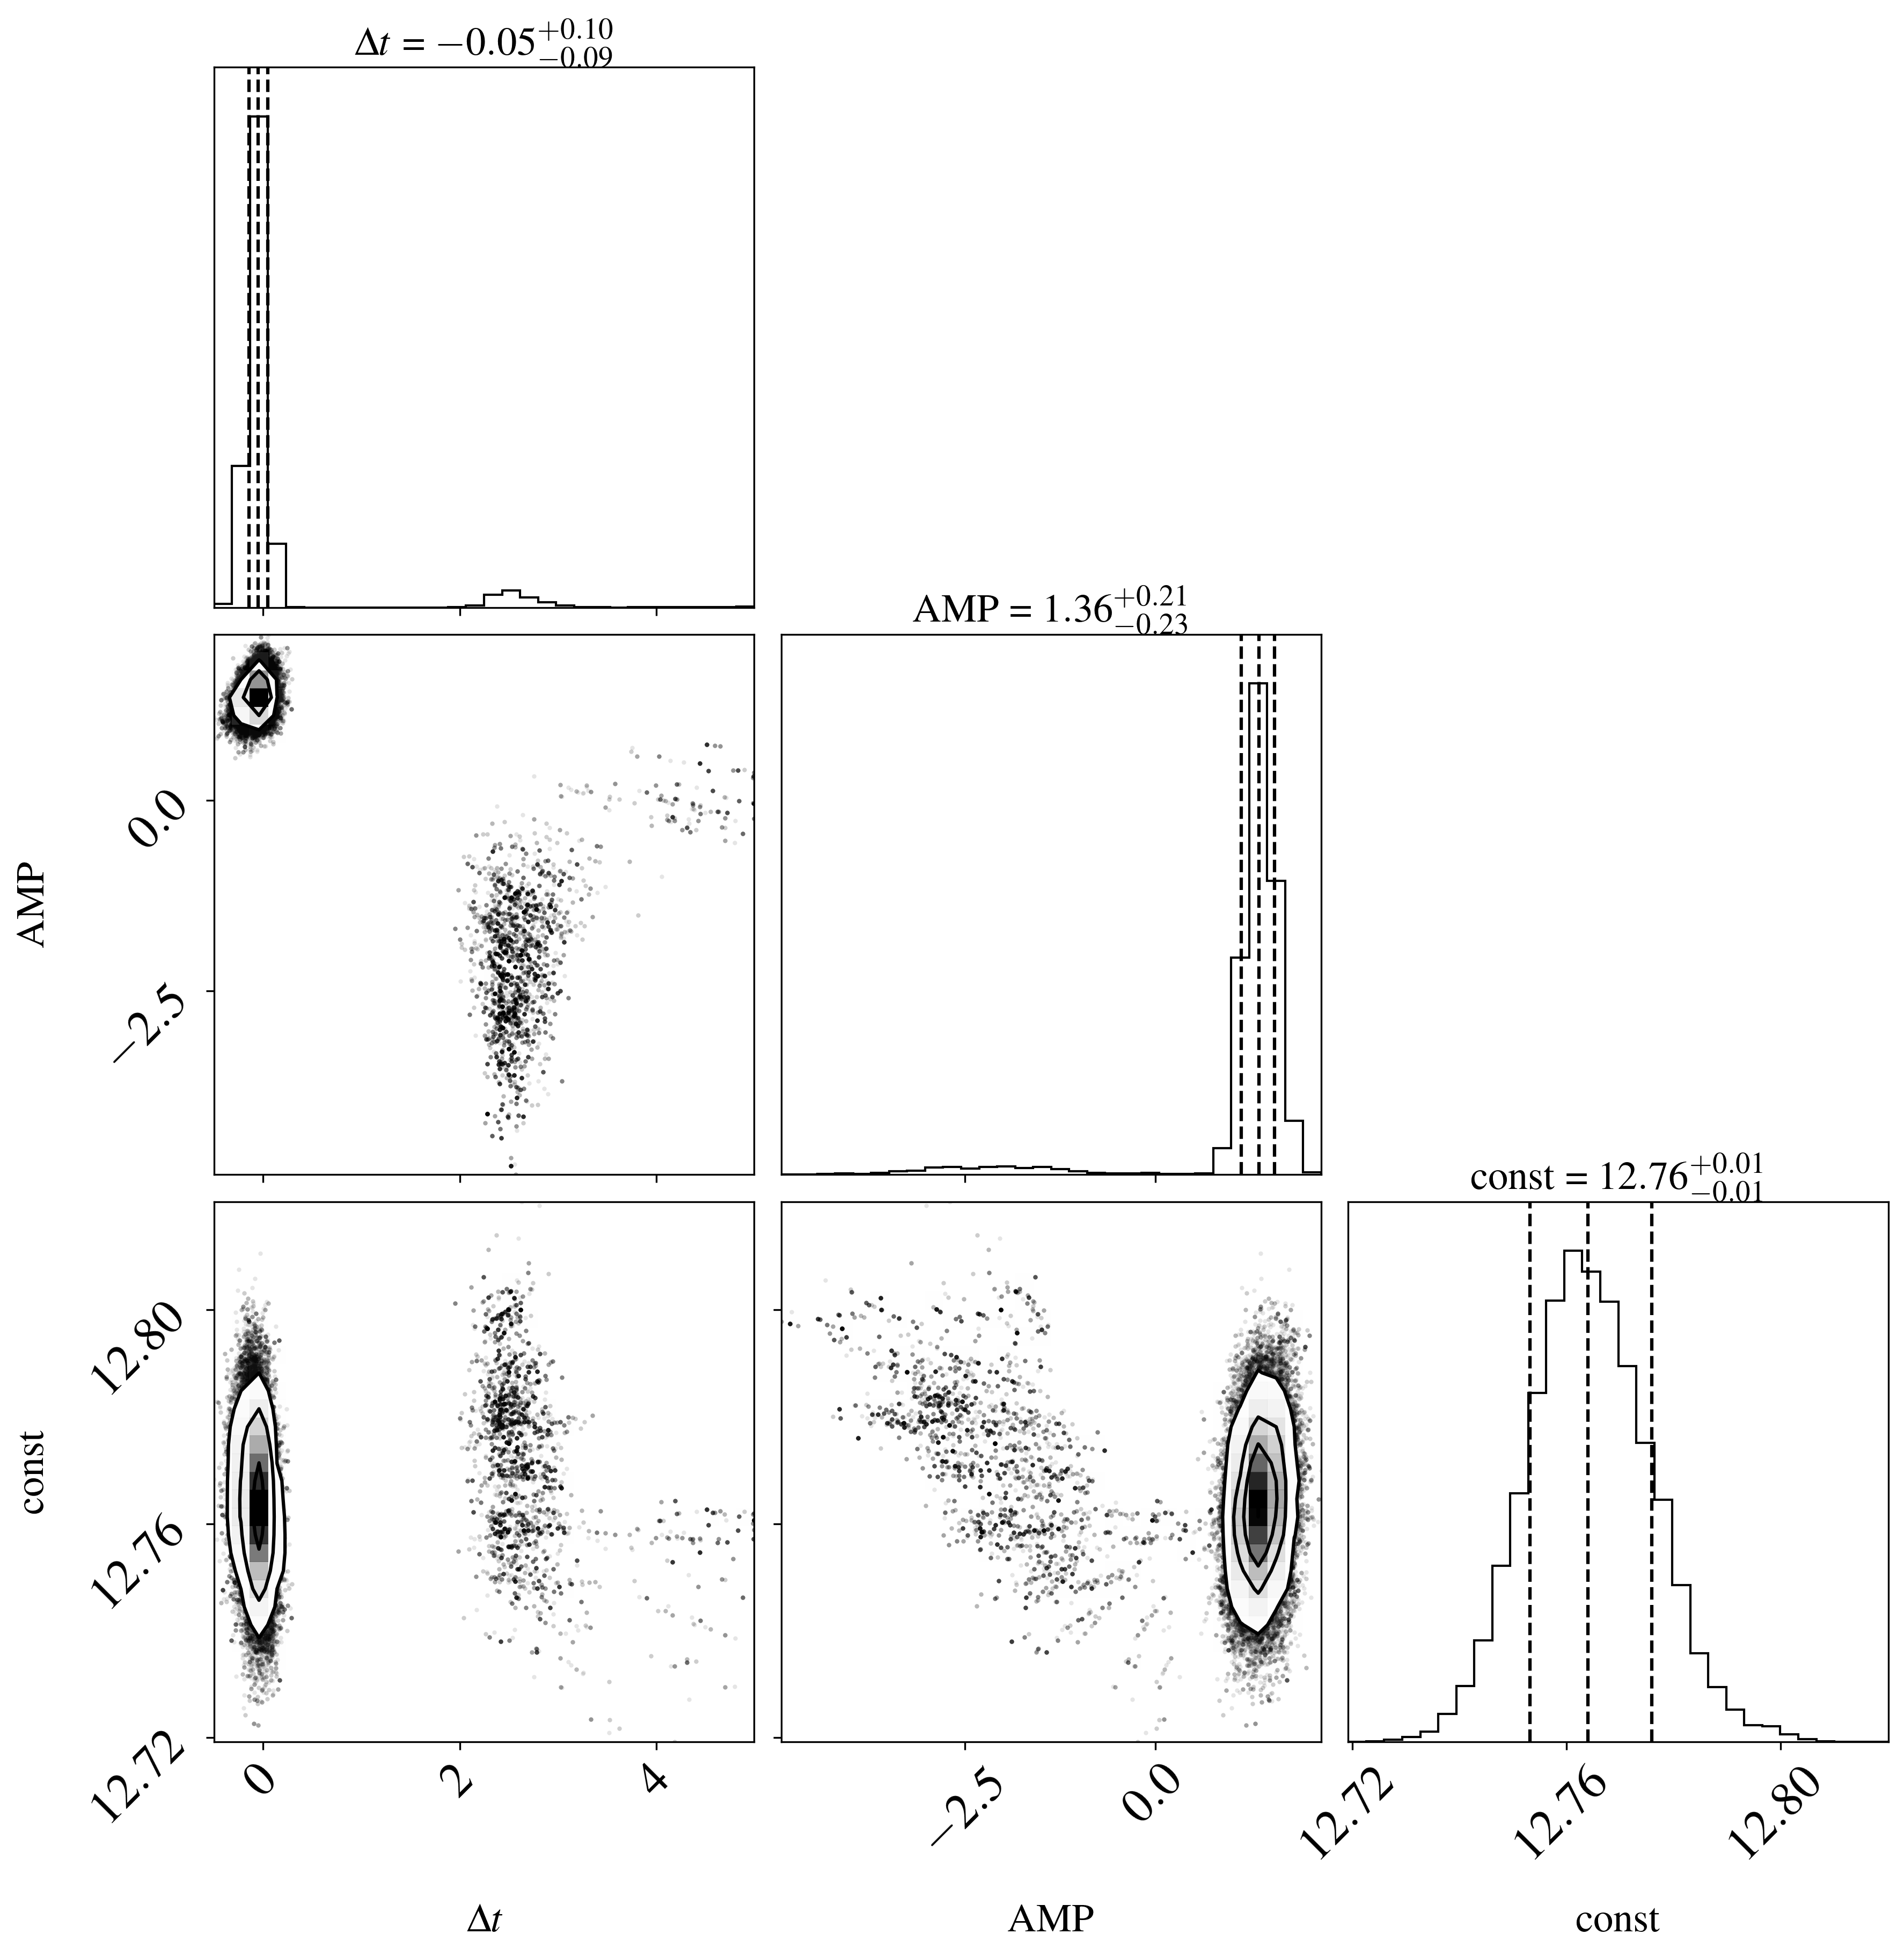 Δt = −0.05+0.10−0.09
AMP = 1.36+0.21−0.23
AMP
0.0
−2.5
const = 12.76+0.01−0.01
const
12.80
12.76
12.72
0
2
4
−2.5
0.0
12.72
12.76
12.80
Δt
AMP
const